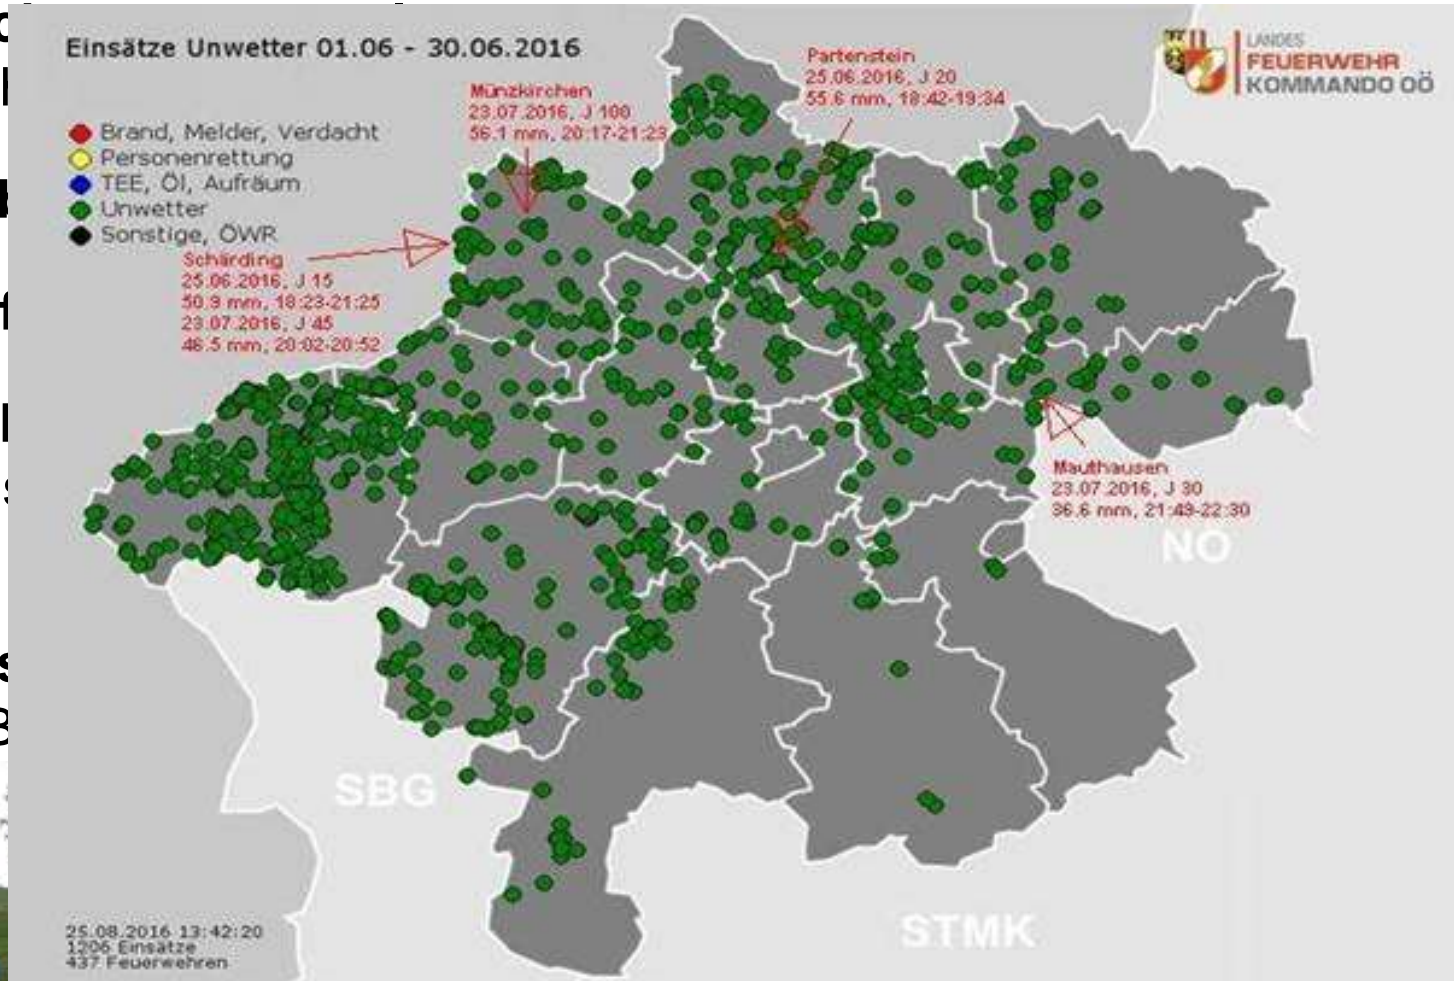 Einsätze Unwetter 01.06 - 30.06.2016
LANDES
FEUERWEHR
KOMMANDO OÖ
Partenstein
25.06.2016, J 20
55.6 mm, 18:42-19:34
Münzkirchen
23.07.2016, J 100
56.1 mm, 20:17-21:23
Brand, Melder, Verdacht
Personenrettung
TEE, Öl, Aufräum
Unwetter
Sonstige, ÖWR
Schärding
25.06.2016, J 15
50.9 mm, 18:23-21:25
23.07.2016, J 45
46.5 mm, 20:02-20:52
Mauthausen
23.07.2016, J 30
36.6 mm, 21:49-22:30
NÖ
SBG
STMK
25.08.2016 13:42:20
1206 Einsätze
437 Feuerwehren